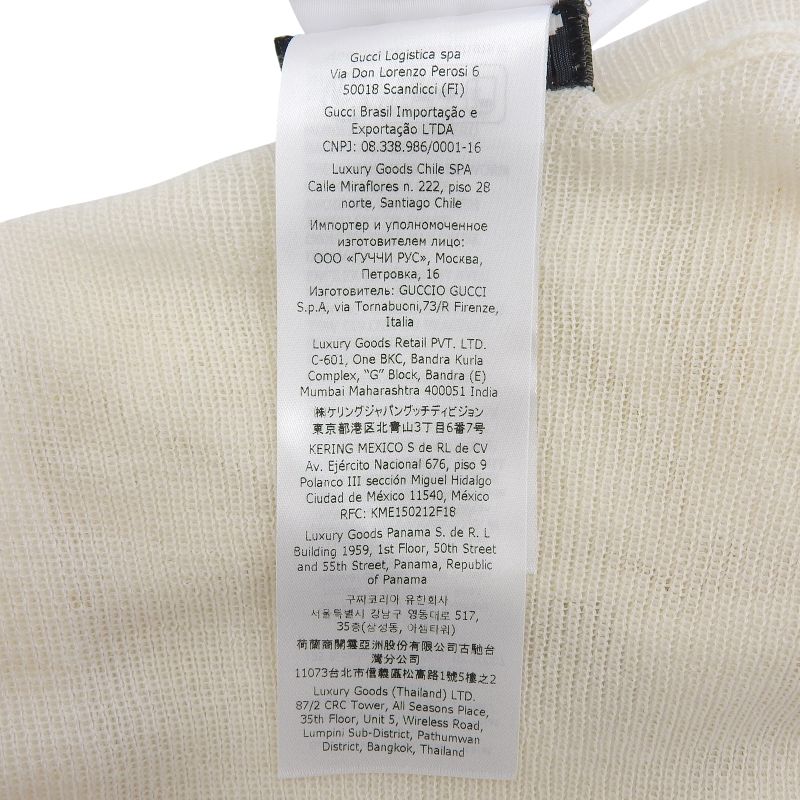 Gucci Logistica spa
Via Don Lorenzo Perosi 6
50018 Scandicci (FI)
Gucci Brasil Importação e
Exportação LTDA
CNPJ: 08.338.986/0001-16
Luxury Goods Chile SPA
Calle Miraflores n. 222, piso 28
norte, Santiago Chile
Импортер и уполномоченное
изготовителем лицо:
ООО «ГУЧЧИ РУС», Москва,
Петровка, 16
Изготовитель: GUCCIO GUCCI
S.p.A, via Tornabuoni,73/R Firenze,
Italia
Luxury Goods Retail PVT. LTD.
C-601, One BKC, Bandra Kurla
Complex, “G” Block, Bandra (E)
Mumbai Maharashtra 400051 India
㈱ケリングジャパングッチディビジョン
東京都港区北青山3丁目6番7号
KERING MEXICO S de RL de CV
Av. Ejército Nacional 676, piso 9
Polanco III sección Miguel Hidalgo
Ciudad de México 11540, México
RFC: KME150212F18
Luxury Goods Panama S. de R. L
Building 1959, 1st Floor, 50th Street
and 55th Street, Panama, Republic
of Panama
구찌코리아 유한회사
서울특별시 강남구 영동대로 517,
35층(삼성동, 아셈타워)
荷蘭商開雲亞洲股份有限公司古馳台
灣分公司
11073台北市信義區松高路1號5樓之2
Luxury Goods (Thailand) LTD.
87/2 CRC Tower, All Seasons Place,
35th Floor, Unit 5, Wireless Road,
Lumpini Sub-District, Pathumwan
District, Bangkok, Thailand